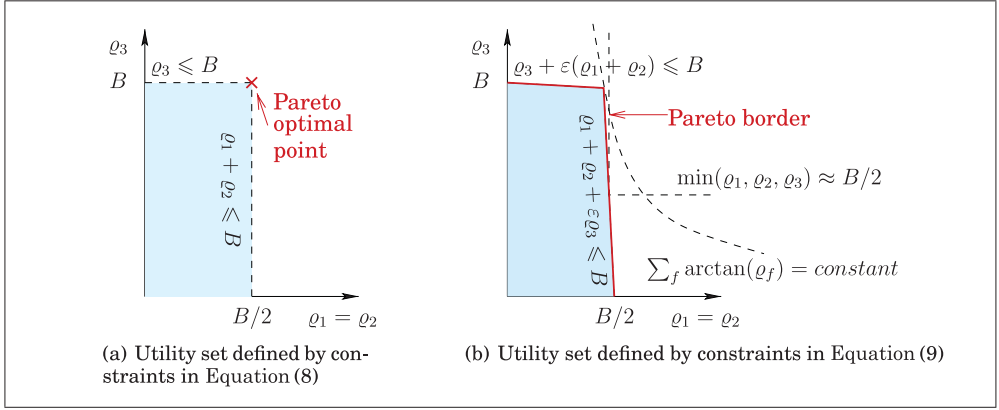 ϱ₃
ϱ₃ ⩽ B
B
Pareto
optimal
point
ϱ₁ + ϱ₂ ⩽ B
B/2
ϱ₁ = ϱ₂
(a) Utility set defined by con-
straints in Equation (8)
ϱ₃
ϱ₃ + ε(ϱ₁ + ϱ₂) ⩽ B
B
Pareto border
ϱ₁ + ϱ₂ + εϱ₃ ⩽ B
min(ϱ₁, ϱ₂, ϱ₃) ≈ B/2
∑_f arctan(ϱ_f) = constant
B/2
ϱ₁ = ϱ₂
(b) Utility set defined by constraints in Equation (9)